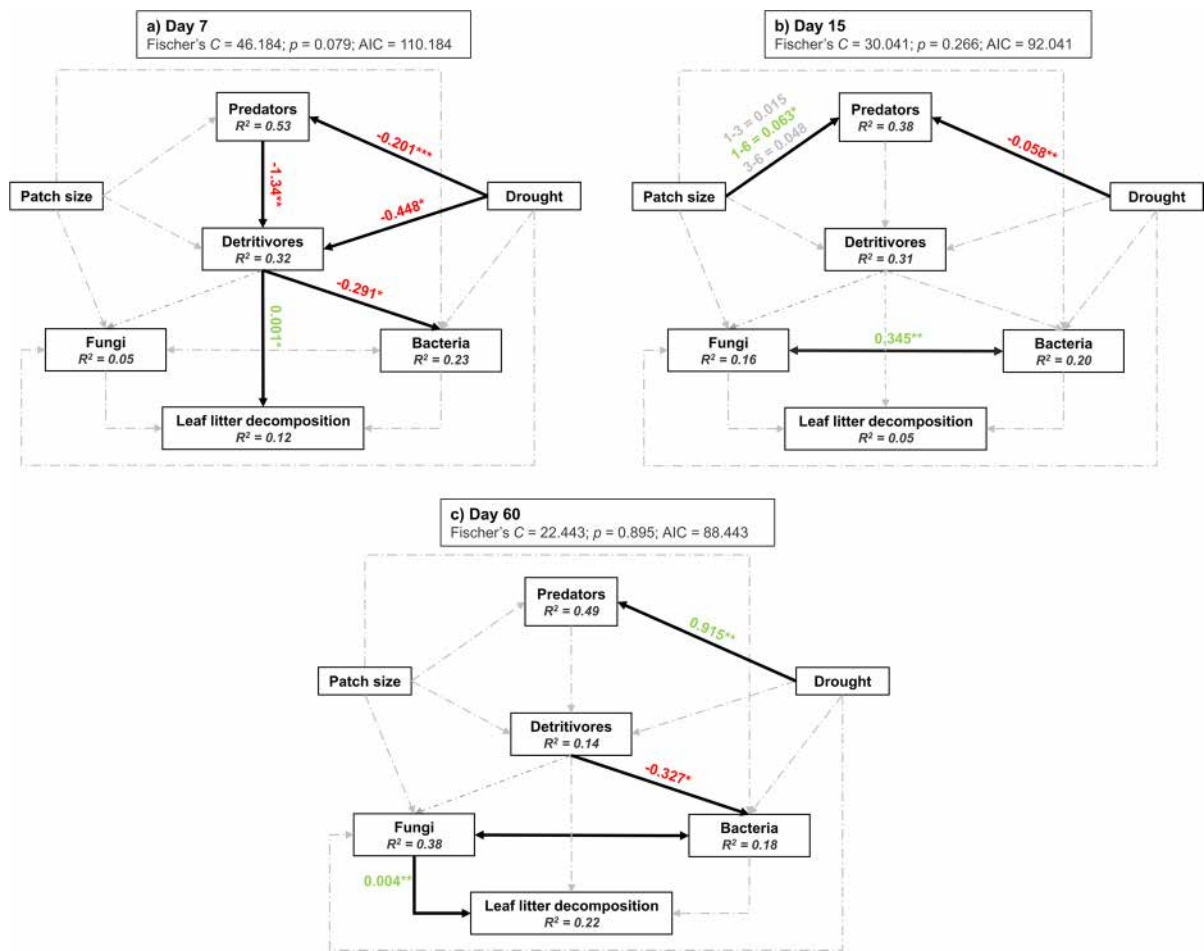 a) Day 7
Fischer's C = 46.184; p = 0.079; AIC = 110.184
Predators
R² = 0.53
-0.201***
-1.34**
Patch size
Drought
-0.448*
Detritivores
R² = 0.32
-0.291*
0.001*
Fungi
R² = 0.05
Bacteria
R² = 0.23
Leaf litter decomposition
R² = 0.12
b) Day 15
Fischer's C = 30.041; p = 0.266; AIC = 92.041
1-3 = 0.015
1-6 = 0.063*
3-6 = 0.048
Predators
R² = 0.38
-0.058**
Patch size
Drought
Detritivores
R² = 0.31
Fungi
R² = 0.16
0.345**
Bacteria
R² = 0.20
Leaf litter decomposition
R² = 0.05
c) Day 60
Fischer's C = 22.443; p = 0.895; AIC = 88.443
Predators
R² = 0.49
0.915**
Patch size
Drought
Detritivores
R² = 0.14
-0.327*
Fungi
R² = 0.38
Bacteria
R² = 0.18
0.004**
Leaf litter decomposition
R² = 0.22